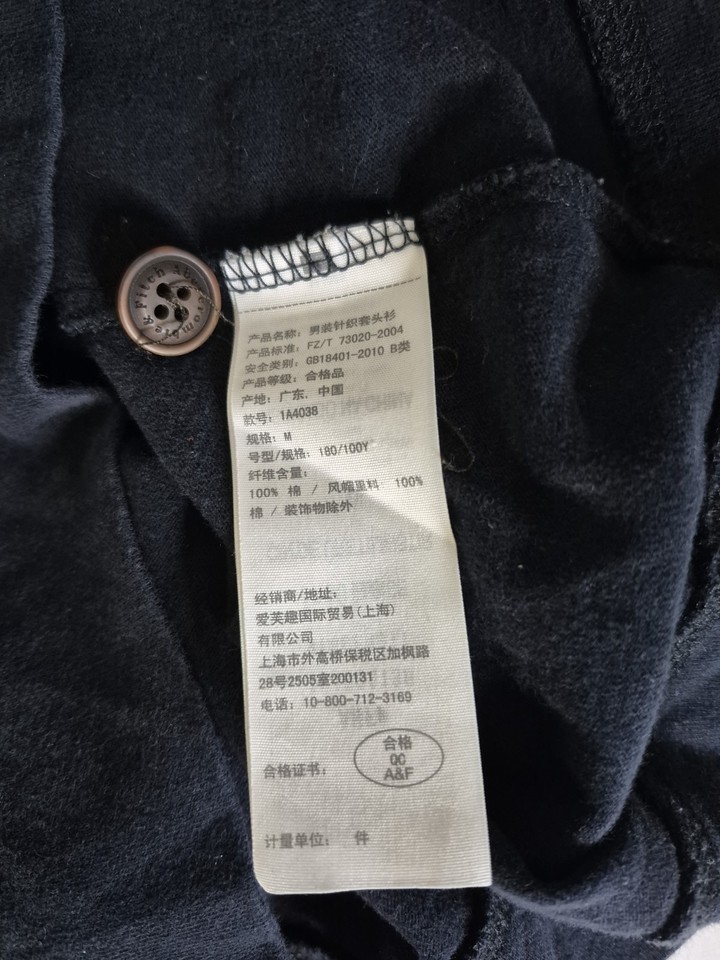 Abercrombie & Fitch
产品名称：男装针织套头衫
产品标准：FZ/T 73020-2004
安全类别：GB18401-2010 B类
产品等级：合格品
产地：广东．中国
款号：1A4038
规格：M
号型/规格：180/100Y
纤维含量：
100% 棉 / 风帽里料 100%
棉 / 装饰物除外
经销商/地址：
爱芙趣国际贸易(上海)
有限公司
上海市外高桥保税区加枫路
28号2505室200131
电话：10-800-712-3169
合格证书：
合格
QC
A&F
计量单位： 件